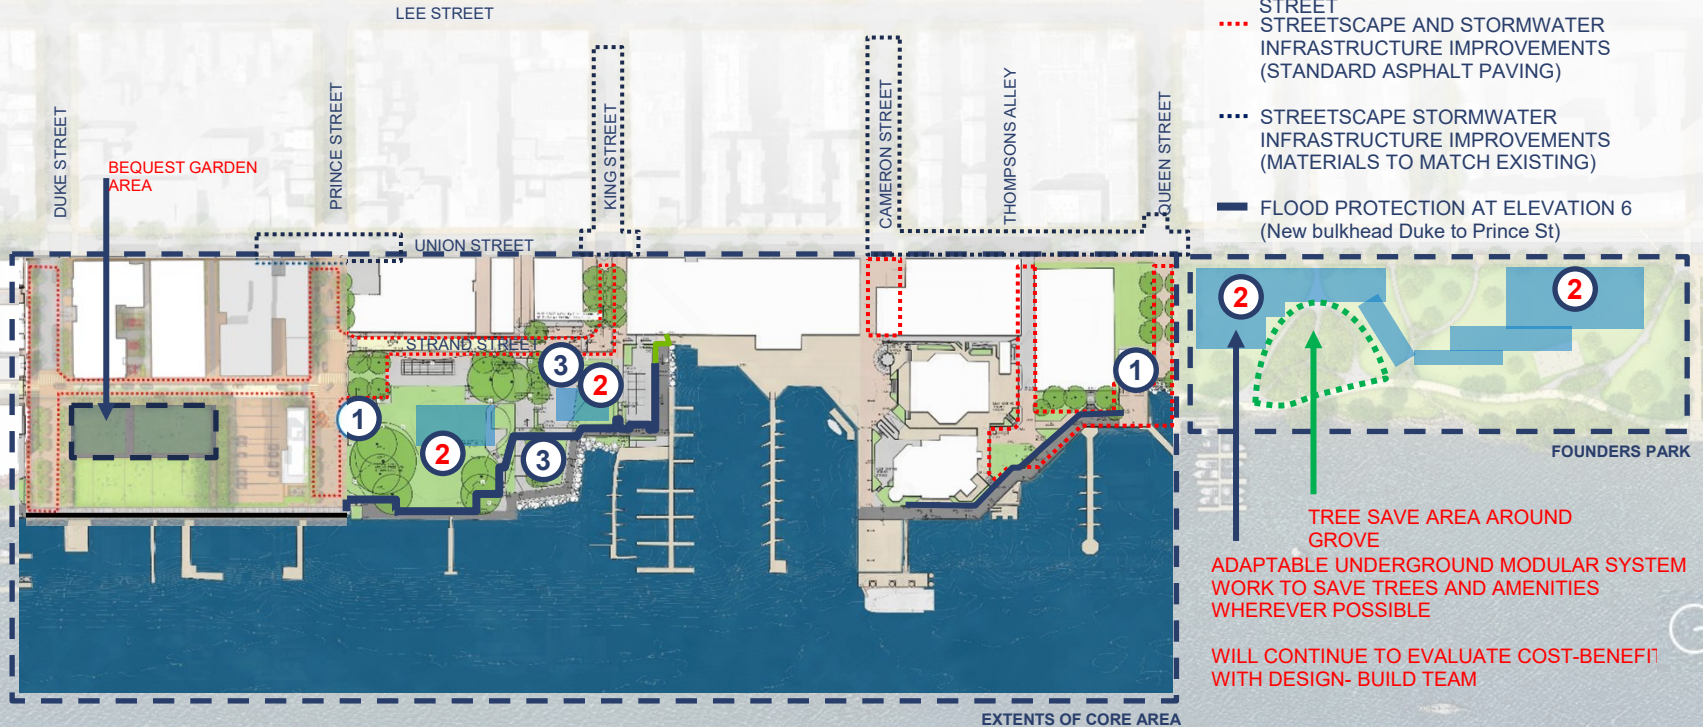 LEE STREET
STREET
STREETSCAPE AND STORMWATER
INFRASTRUCTURE IMPROVEMENTS
(STANDARD ASPHALT PAVING)
STREETSCAPE STORMWATER
INFRASTRUCTURE IMPROVEMENTS
(MATERIALS TO MATCH EXISTING)
FLOOD PROTECTION AT ELEVATION 6
(New bulkhead Duke to Prince St)
DUKE STREET
PRINCE STREET
KING STREET
CAMERON STREET
THOMPSONS ALLEY
QUEEN STREET
BEQUEST GARDEN
AREA
UNION STREET
STRAND STREET
1
2
3
2
3
1
2
2
FOUNDERS PARK
TREE SAVE AREA AROUND
GROVE
ADAPTABLE UNDERGROUND MODULAR SYSTEM
WORK TO SAVE TREES AND AMENITIES
WHEREVER POSSIBLE
WILL CONTINUE TO EVALUATE COST-BENEFIT
WITH DESIGN- BUILD TEAM
EXTENTS OF CORE AREA